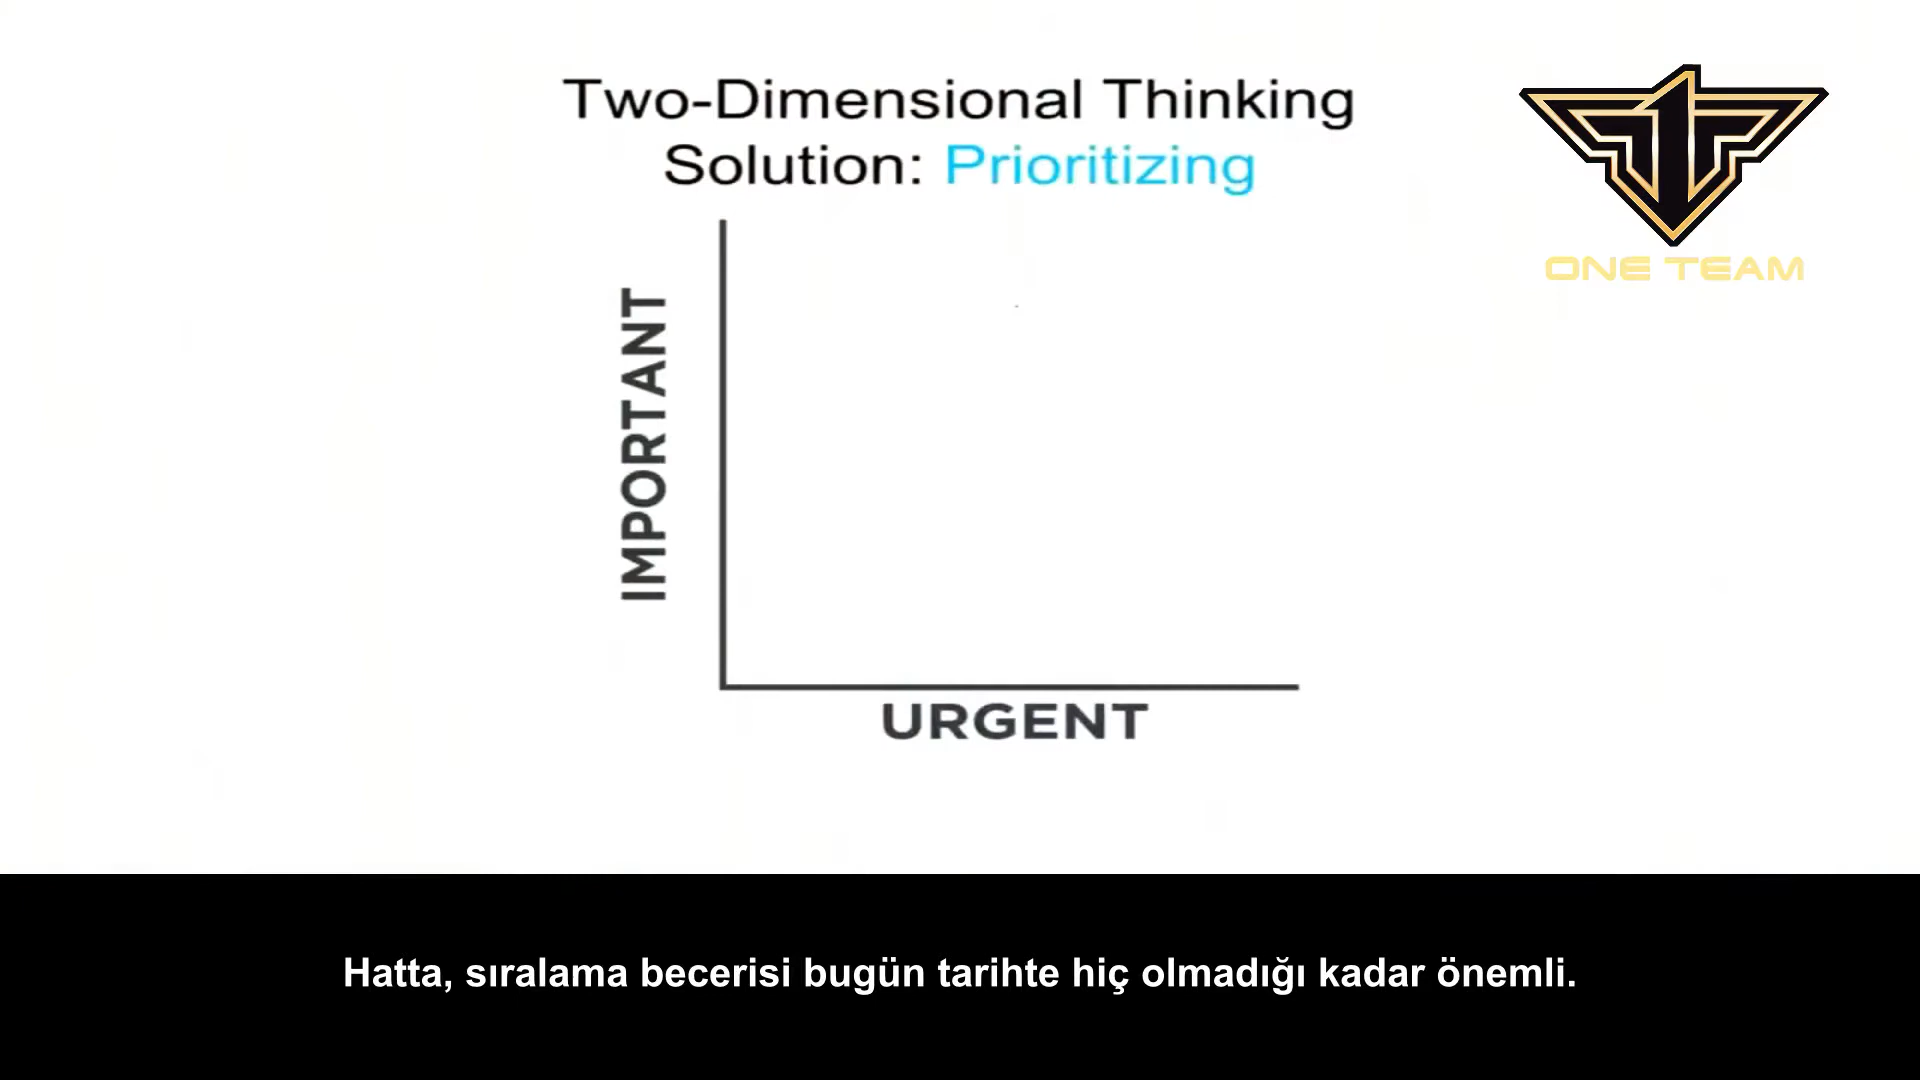 Two-Dimensional Thinking
Solution: Prioritizing
ONE TEAM
IMPORTANT
URGENT
Hatta, sıralama becerisi bugün tarihte hiç olmadığı kadar önemli.